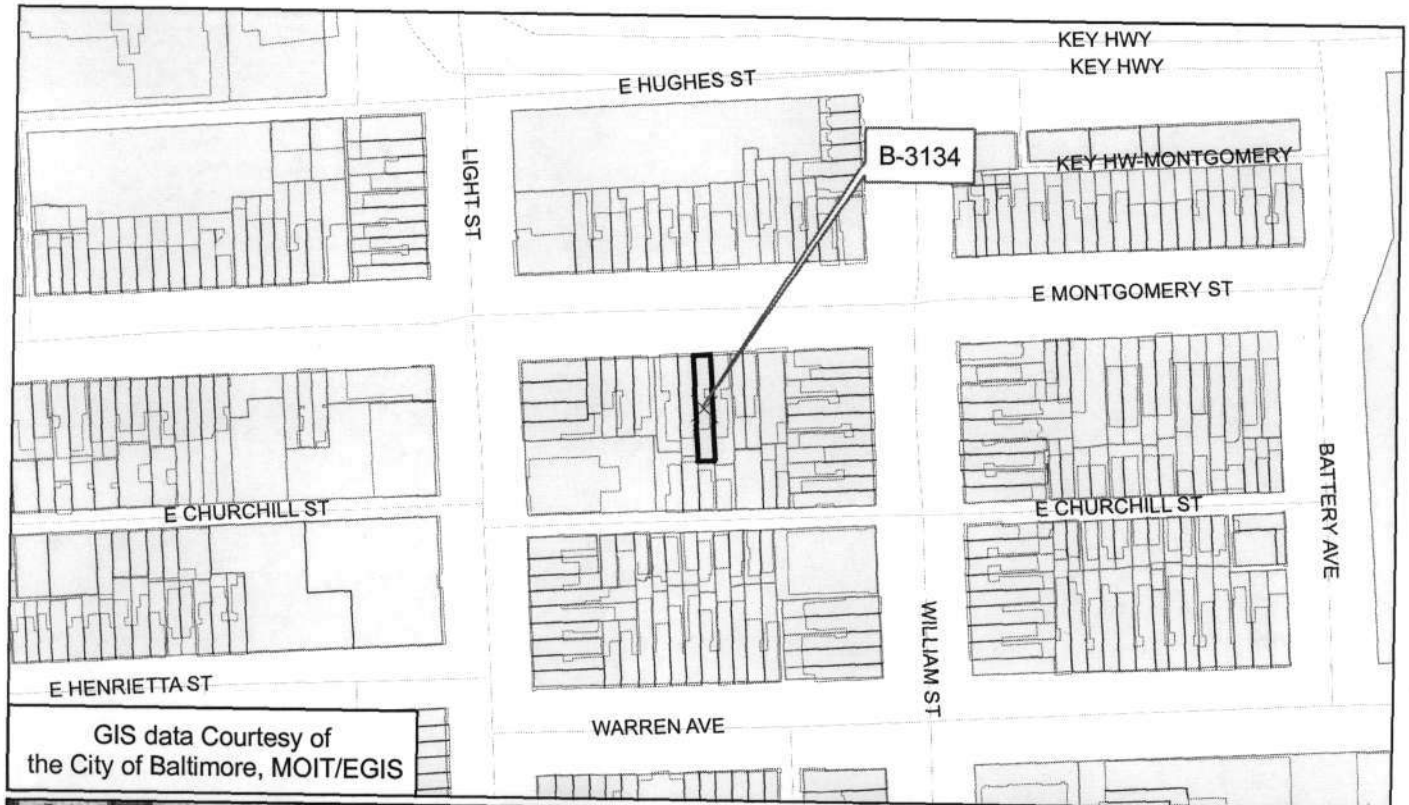 KEY HWY
KEY HWY
E HUGHES ST
B-3134
KEY HW-MONTGOMERY
LIGHT ST
E MONTGOMERY ST
E CHURCHILL ST
E CHURCHILL ST
BATTERY AVE
WILLIAM ST
E HENRIETTA ST
WARREN AVE
GIS data Courtesy of
the City of Baltimore, MOIT/EGIS